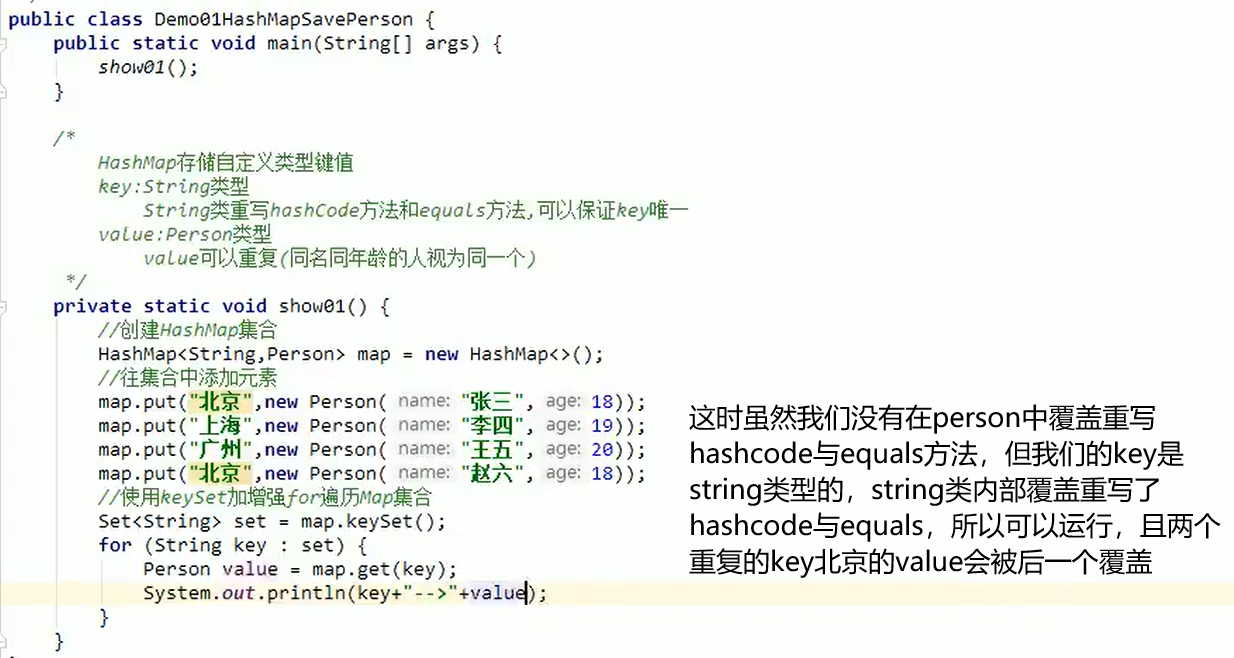 public class Demo01HashMapSavePerson {
public static void main(String[] args) {
show01();
}
/*
HashMap存储自定义类型键值
key:String类型
String类重写hashCode方法和equals方法,可以保证key唯一
value:Person类型
value可以重复(同名同年龄的人视为同一个)
*/
private static void show01() {
//创建HashMap集合
HashMap<String,Person> map = new HashMap<>();
//往集合中添加元素
map.put("北京",new Person( name: "张三", age: 18));
map.put("上海",new Person( name: "李四", age: 19));
map.put("广州",new Person( name: "王五", age: 20));
map.put("北京",new Person( name: "赵六", age: 18));
//使用keySet加增强for遍历Map集合
Set<String> set = map.keySet();
for (String key : set) {
Person value = map.get(key);
System.out.println(key+"-->"+value);
}
}
这时虽然我们没有在person中覆盖重写
hashcode与equals方法，但我们的key是
string类型的，string类内部覆盖重写了
hashcode与equals，所以可以运行，且两个
重复的key北京的value会被后一个覆盖